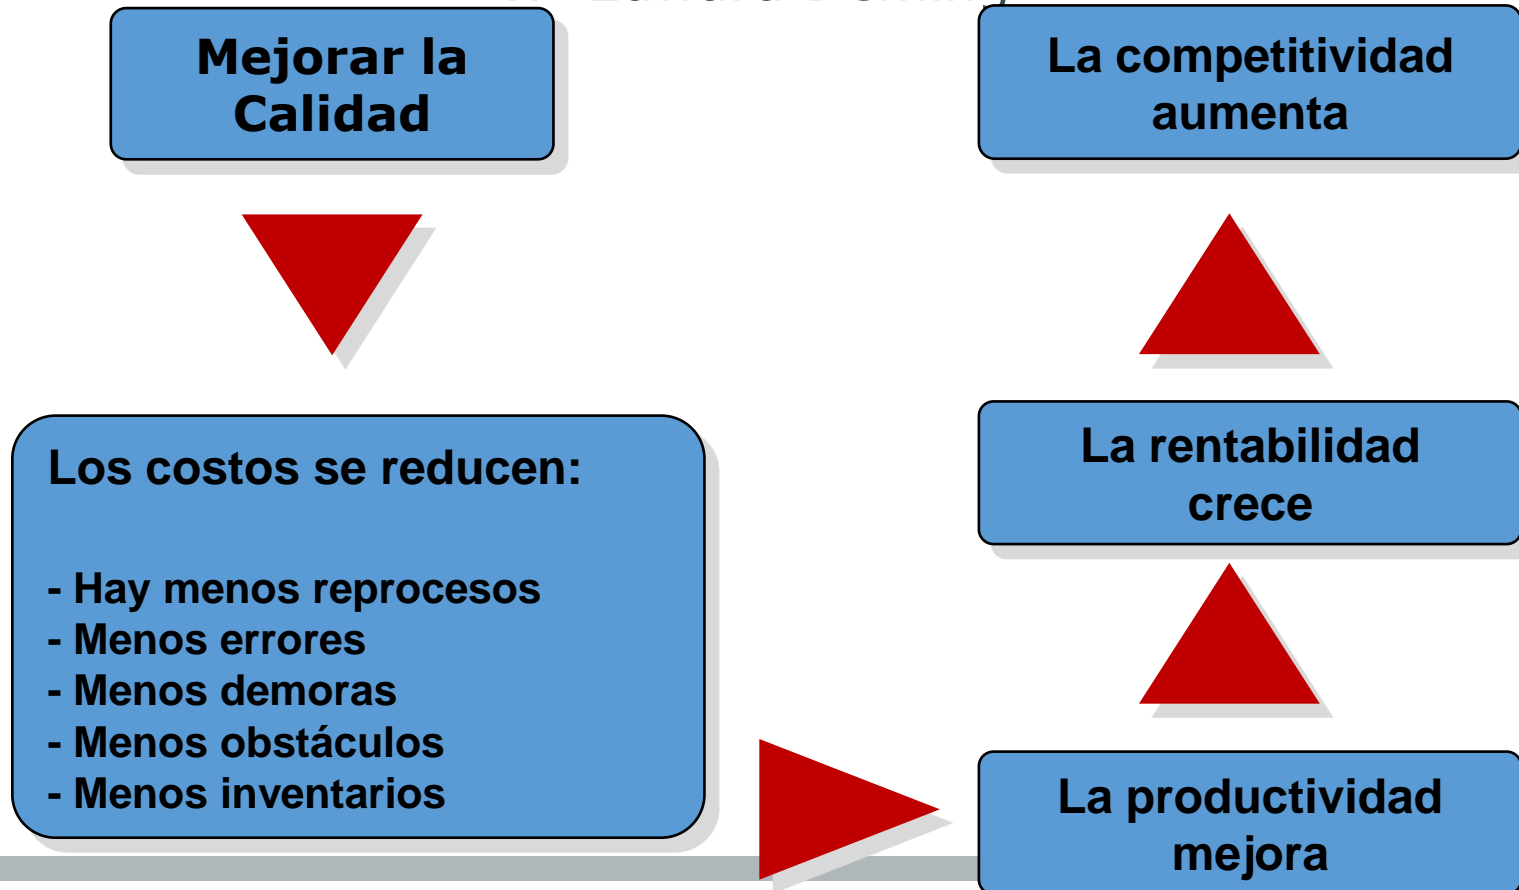 Mejorar la
Calidad
Los costos se reducen:
- Hay menos reprocesos
- Menos errores
- Menos demoras
- Menos obstáculos
- Menos inventarios
La productividad
mejora
La rentabilidad
crece
La competitividad
aumenta